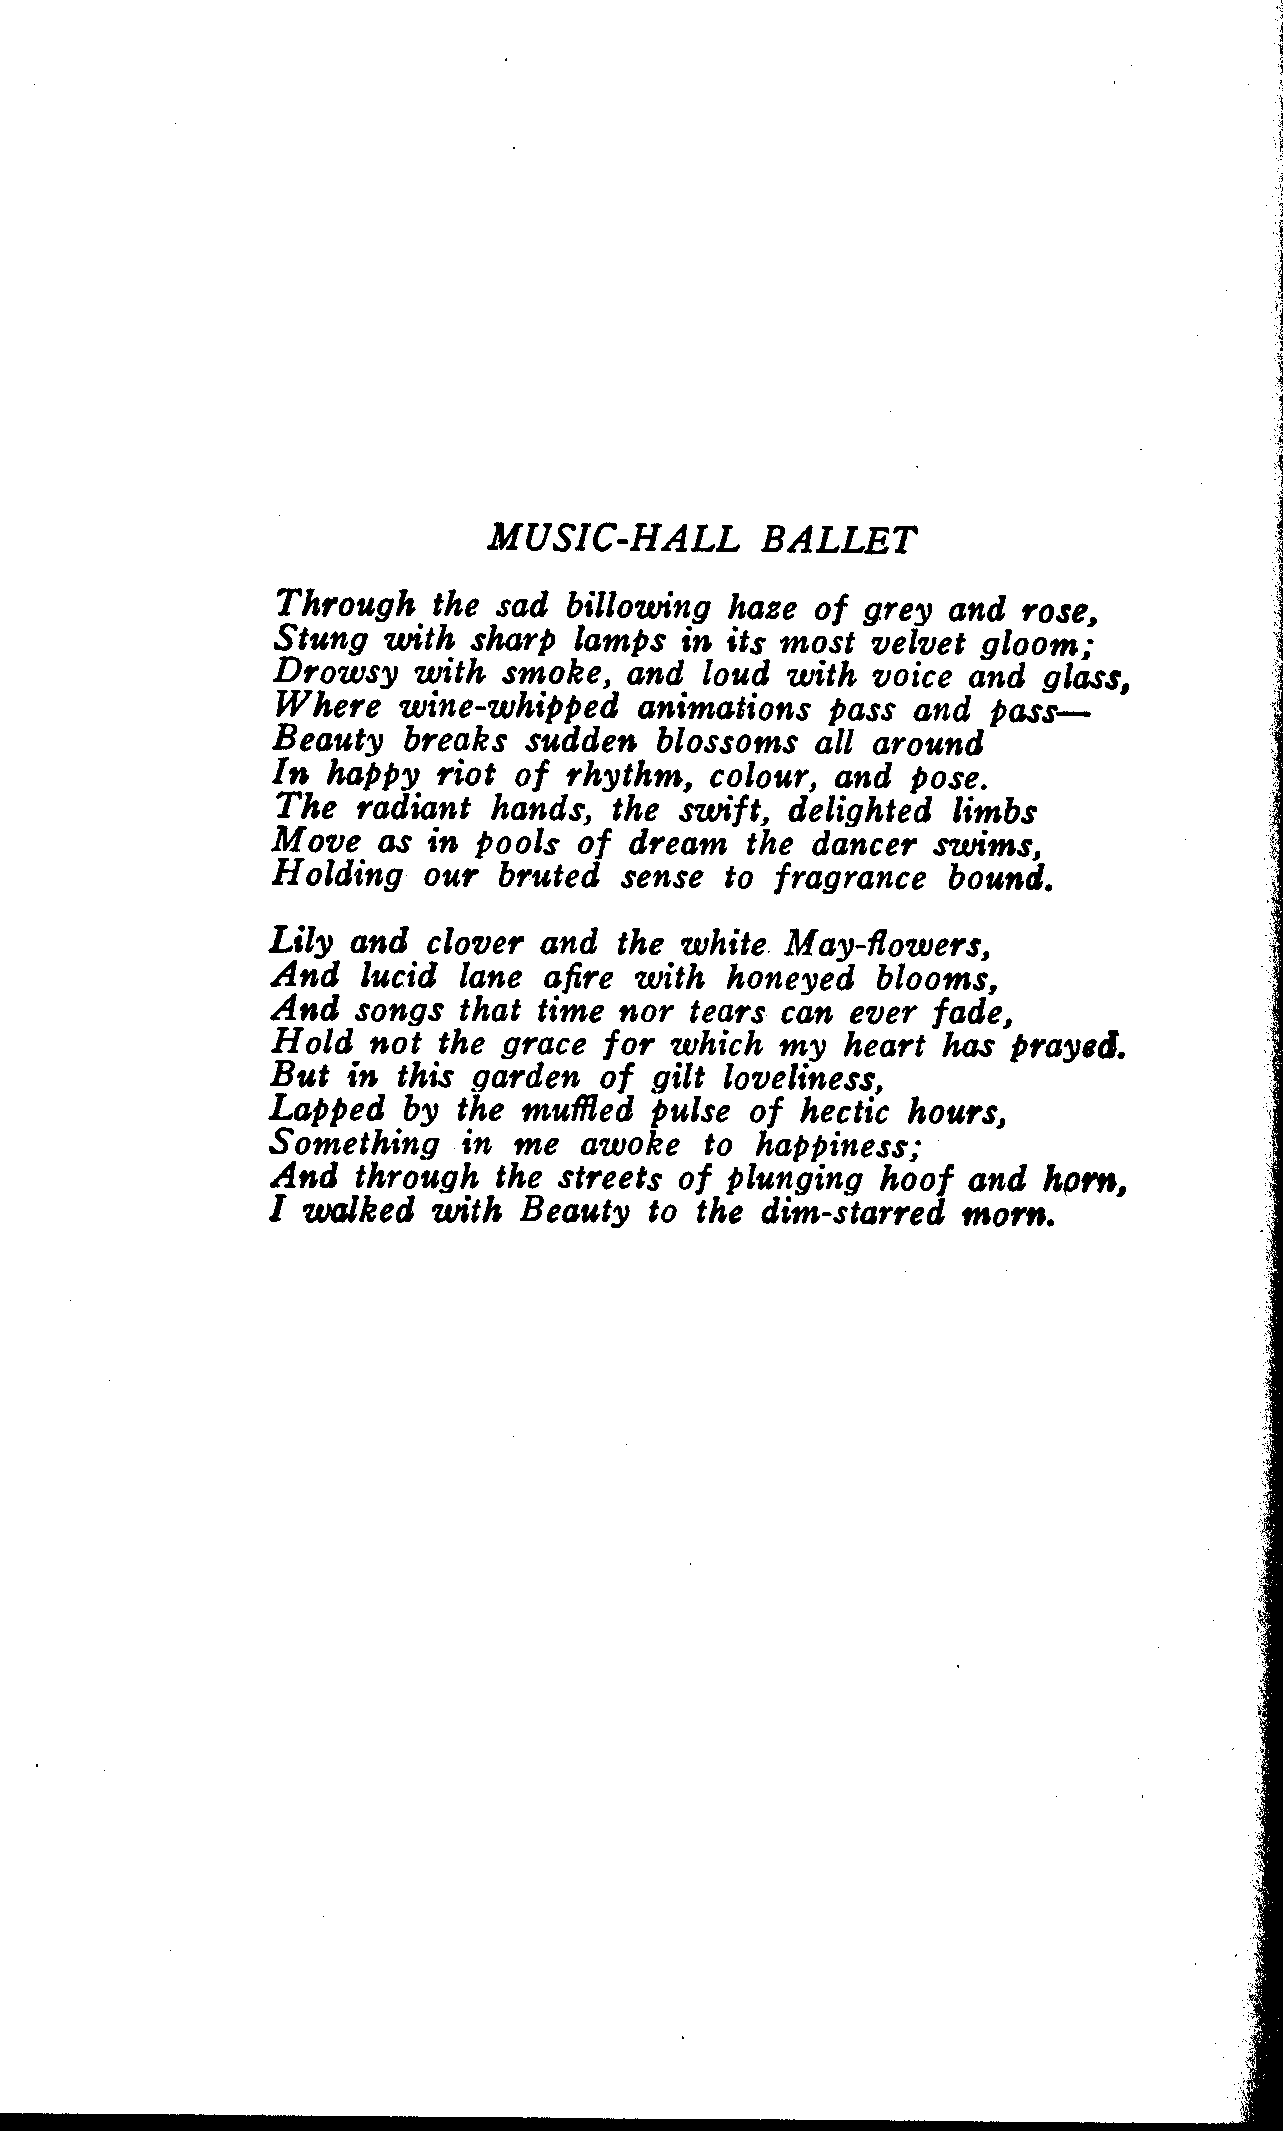 MUSIC-HALL BALLET
Through the sad billowing haze of grey and rose,
Stung with sharp lamps in its most velvet gloom;
Drowsy with smoke, and loud with voice and glass,
Where wine-whipped animations pass and pass—
Beauty breaks sudden blossoms all around
In happy riot of rhythm, colour, and pose.
The radiant hands, the swift, delighted limbs
Move as in pools of dream the dancer swims,
Holding our bruted sense to fragrance bound.
Lily and clover and the white May-flowers,
And lucid lane afire with honeyed blooms,
And songs that time nor tears can ever fade,
Hold not the grace for which my heart has prayed.
But in this garden of gilt loveliness,
Lapped by the muffled pulse of hectic hours,
Something in me awoke to happiness;
And through the streets of plunging hoof and horn,
I walked with Beauty to the dim-starred morn.